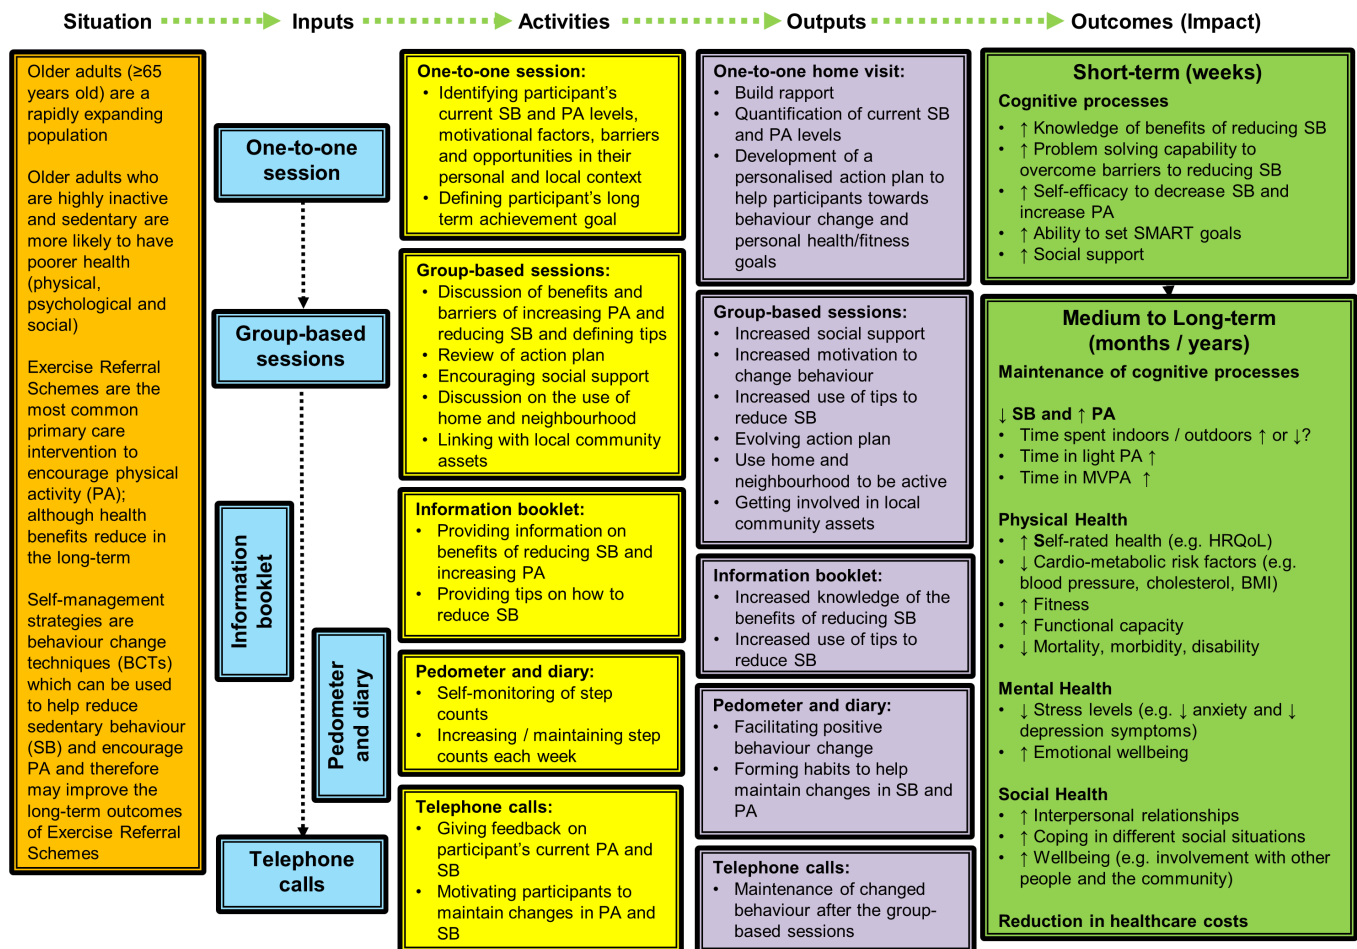 Situation
Inputs
Activities
Outputs
Outcomes (Impact)
Older adults (≥65
years old) are a
rapidly expanding
population
Older adults who
are highly inactive
and sedentary are
more likely to have
poorer health
(physical,
psychological and
social)
Exercise Referral
Schemes are the
most common
primary care
intervention to
encourage physical
activity (PA);
although health
benefits reduce in
the long-term
Self-management
strategies are
behaviour change
techniques (BCTs)
which can be used
to help reduce
sedentary behaviour
(SB) and encourage
PA and therefore
may improve the
long-term outcomes
of Exercise Referral
Schemes
One-to-one
session
Group-based
sessions
Information
booklet
Pedometer
and diary
Telephone
calls
One-to-one session:
• Identifying participant's
current SB and PA levels,
motivational factors, barriers
and opportunities in their
personal and local context
• Defining participant's long
term achievement goal
Group-based sessions:
• Discussion of benefits and
barriers of increasing PA and
reducing SB and defining tips
• Review of action plan
• Encouraging social support
• Discussion on the use of
home and neighbourhood
• Linking with local community
assets
Information booklet:
• Providing information on
benefits of reducing SB and
increasing PA
• Providing tips on how to
reduce SB
Pedometer and diary:
• Self-monitoring of step
counts
• Increasing / maintaining step
counts each week
Telephone calls:
• Giving feedback on
participant's current PA and
SB
• Motivating participants to
maintain changes in PA and
SB
One-to-one home visit:
• Build rapport
• Quantification of current SB
and PA levels
• Development of a
personalised action plan to
help participants towards
behaviour change and
personal health/fitness
goals
Group-based sessions:
• Increased social support
• Increased motivation to
change behaviour
• Increased use of tips to
reduce SB
• Evolving action plan
• Use home and
neighbourhood to be active
• Getting involved in local
community assets
Information booklet:
• Increased knowledge of the
benefits of reducing SB
• Increased use of tips to
reduce SB
Pedometer and diary:
• Facilitating positive
behaviour change
• Forming habits to help
maintain changes in SB and
PA
Telephone calls:
• Maintenance of changed
behaviour after the group-
based sessions
Short-term (weeks)
Cognitive processes
• ↑ Knowledge of benefits of reducing SB
• ↑ Problem solving capability to
overcome barriers to reducing SB
• ↑ Self-efficacy to decrease SB and
increase PA
• ↑ Ability to set SMART goals
• ↑ Social support
Medium to Long-term
(months / years)
Maintenance of cognitive processes
↓ SB and ↑ PA
• Time spent indoors / outdoors ↑ or ↓?
• Time in light PA ↑
• Time in MVPA ↑
Physical Health
• ↑ Self-rated health (e.g. HRQoL)
• ↓ Cardio-metabolic risk factors (e.g.
blood pressure, cholesterol, BMI)
• ↑ Fitness
• ↑ Functional capacity
• ↓ Mortality, morbidity, disability
Mental Health
• ↓ Stress levels (e.g. ↓ anxiety and ↓
depression symptoms)
• ↑ Emotional wellbeing
Social Health
• ↑ Interpersonal relationships
• ↑ Coping in different social situations
• ↑ Wellbeing (e.g. involvement with other
people and the community)
Reduction in healthcare costs